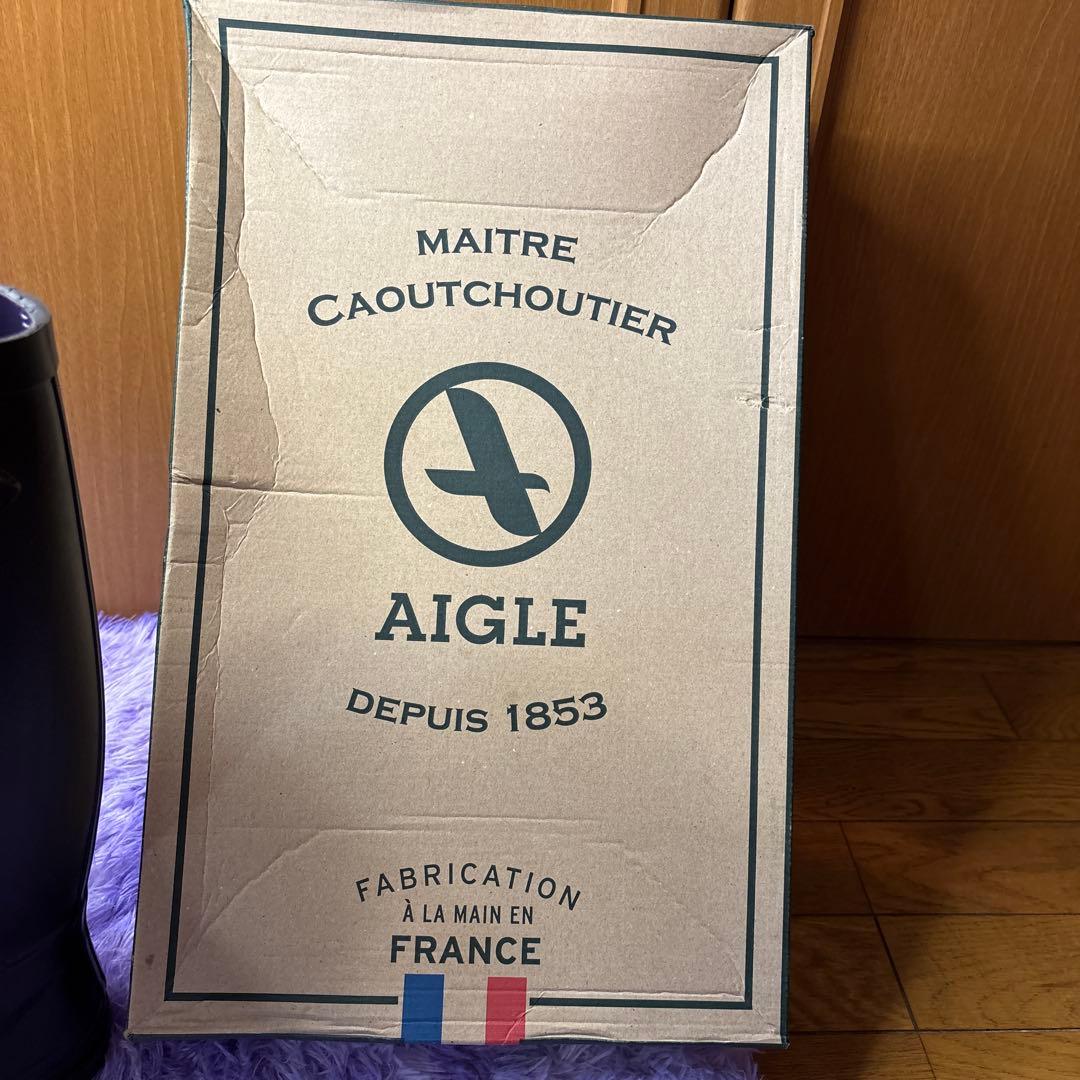 MAITRE
CAOUTCHOUTIER
AIGLE
DEPUIS 1853
FABRICATION
À LA MAIN EN
FRANCE